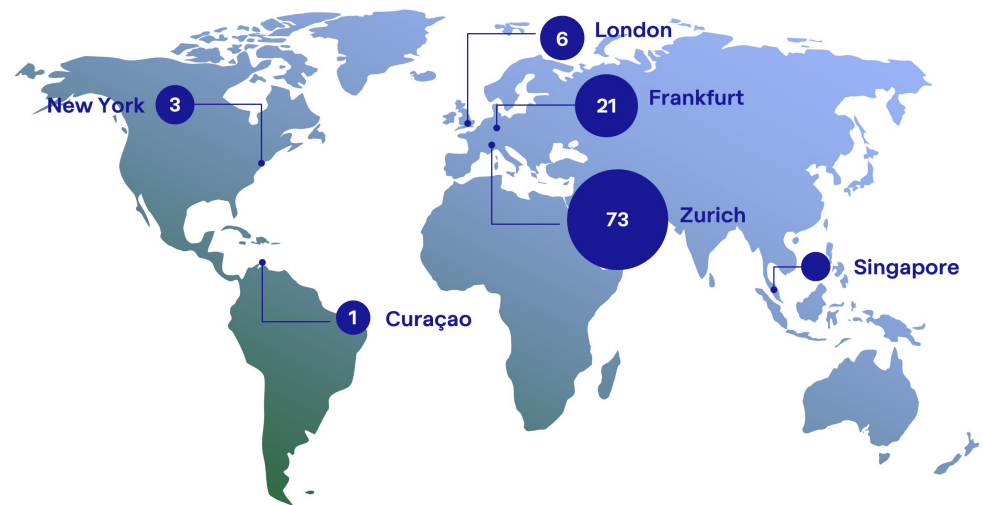 6 London
New York 3
21 Frankfurt
73 Zurich
Singapore
1 Curaçao